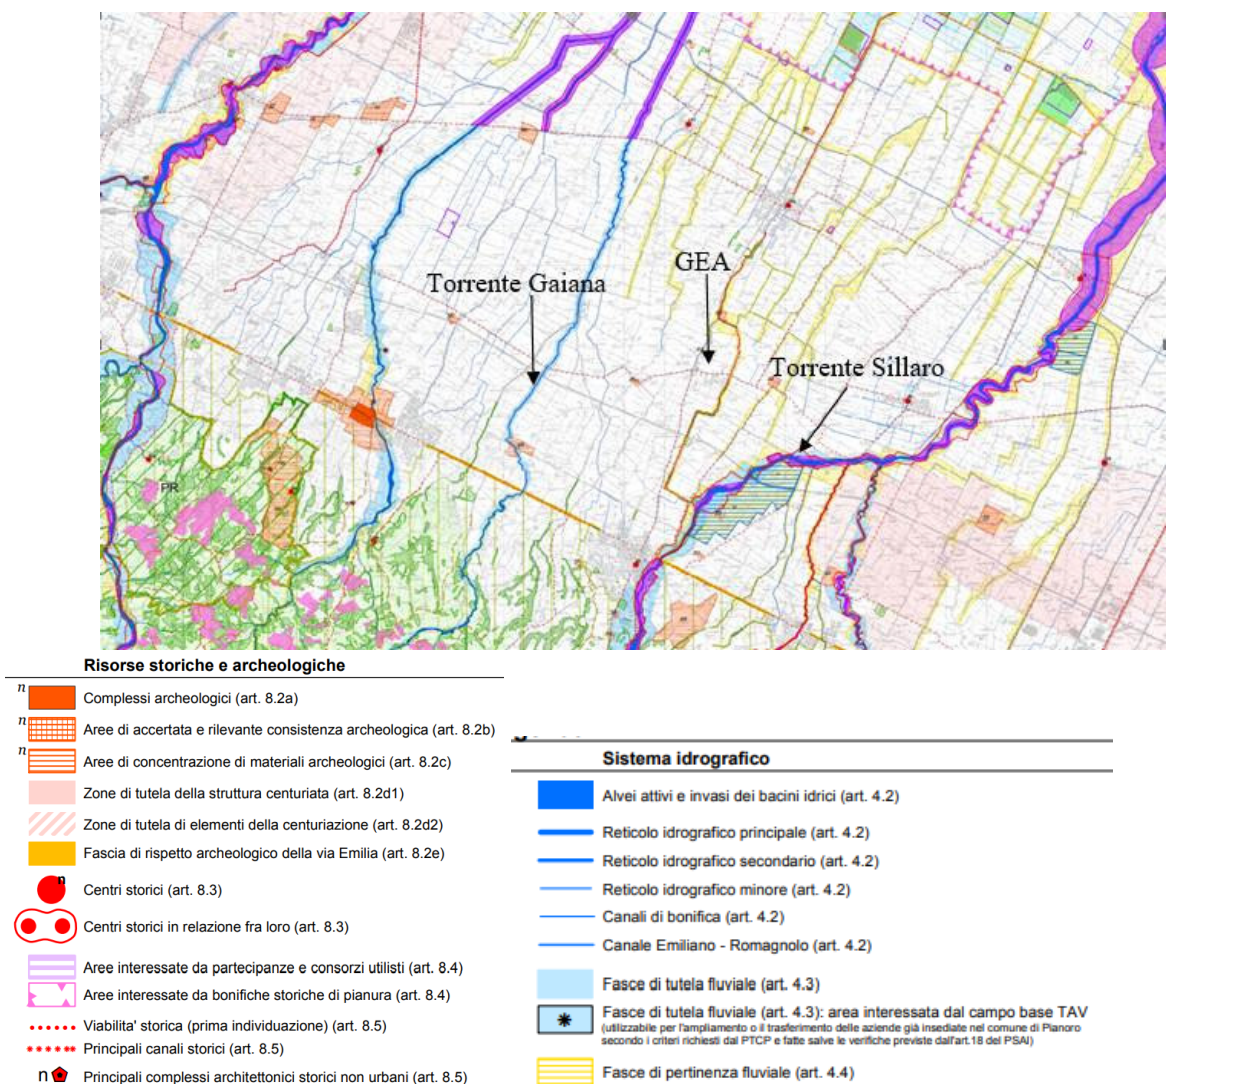 GEA
Torrente Gaiana
Torrente Sillaro
PR
Risorse storiche e archeologiche
n Complessi archeologici (art. 8.2a)
n Aree di accertata e rilevante consistenza archeologica (art. 8.2b)
n Aree di concentrazione di materiali archeologici (art. 8.2c)
Zone di tutela della struttura centuriata (art. 8.2d1)
Zone di tutela di elementi della centuriazione (art. 8.2d2)
Fascia di rispetto archeologico della via Emilia (art. 8.2e)
n Centri storici (art. 8.3)
Centri storici in relazione fra loro (art. 8.3)
Aree interessate da partecipanze e consorzi utilisti (art. 8.4)
Aree interessate da bonifiche storiche di pianura (art. 8.4)
Viabilita' storica (prima individuazione) (art. 8.5)
Principali canali storici (art. 8.5)
n Principali complessi architettonici storici non urbani (art. 8.5)
Sistema idrografico
Alvei attivi e invasi dei bacini idrici (art. 4.2)
Reticolo idrografico principale (art. 4.2)
Reticolo idrografico secondario (art. 4.2)
Reticolo idrografico minore (art. 4.2)
Canali di bonifica (art. 4.2)
Canale Emiliano - Romagnolo (art. 4.2)
Fasce di tutela fluviale (art. 4.3)
Fasce di tutela fluviale (art. 4.3): area interessata dal campo base TAV
(utilizzabile per l'ampliamento o il trasferimento delle aziende già insediate nel comune di Pianoro
secondo i criteri richiesti dal PTCP e fatte salve le verifiche previste dall'art.18 del PSAI)
Fasce di pertinenza fluviale (art. 4.4)